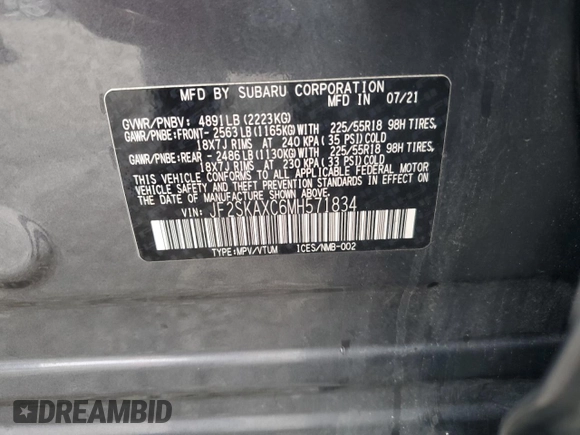 MFD BY SUBARU CORPORATION
MFD IN 07/21
GVWR/PNBV: 4891LB(2223KG)
GAWR/PNBE:FRONT- 2563LB(1165KG)WITH 225/55R18 98H TIRES,
18X7J RIMS AT 240 KPA(35 PSI)COLD
GAWR/PNBE:REAR - 2486LB(1130KG)WITH 225/55R18 98H TIRES,
18X7J RIMS AT 230 KPA(33 PSI)COLD
THIS VEHICLE CONFORMS TO ALL APPLICABLE FEDERAL MOTOR
VEHICLE SAFETY AND THEFT PREVENTION STANDARDS IN EFFECT ON
THE DATE OF MANUFACTURE SHOWN ABOVE.
VIN: JF2SKAXC6MH571834
TYPE:MPV/VTUM ICES/NMB-002
DREAMBID